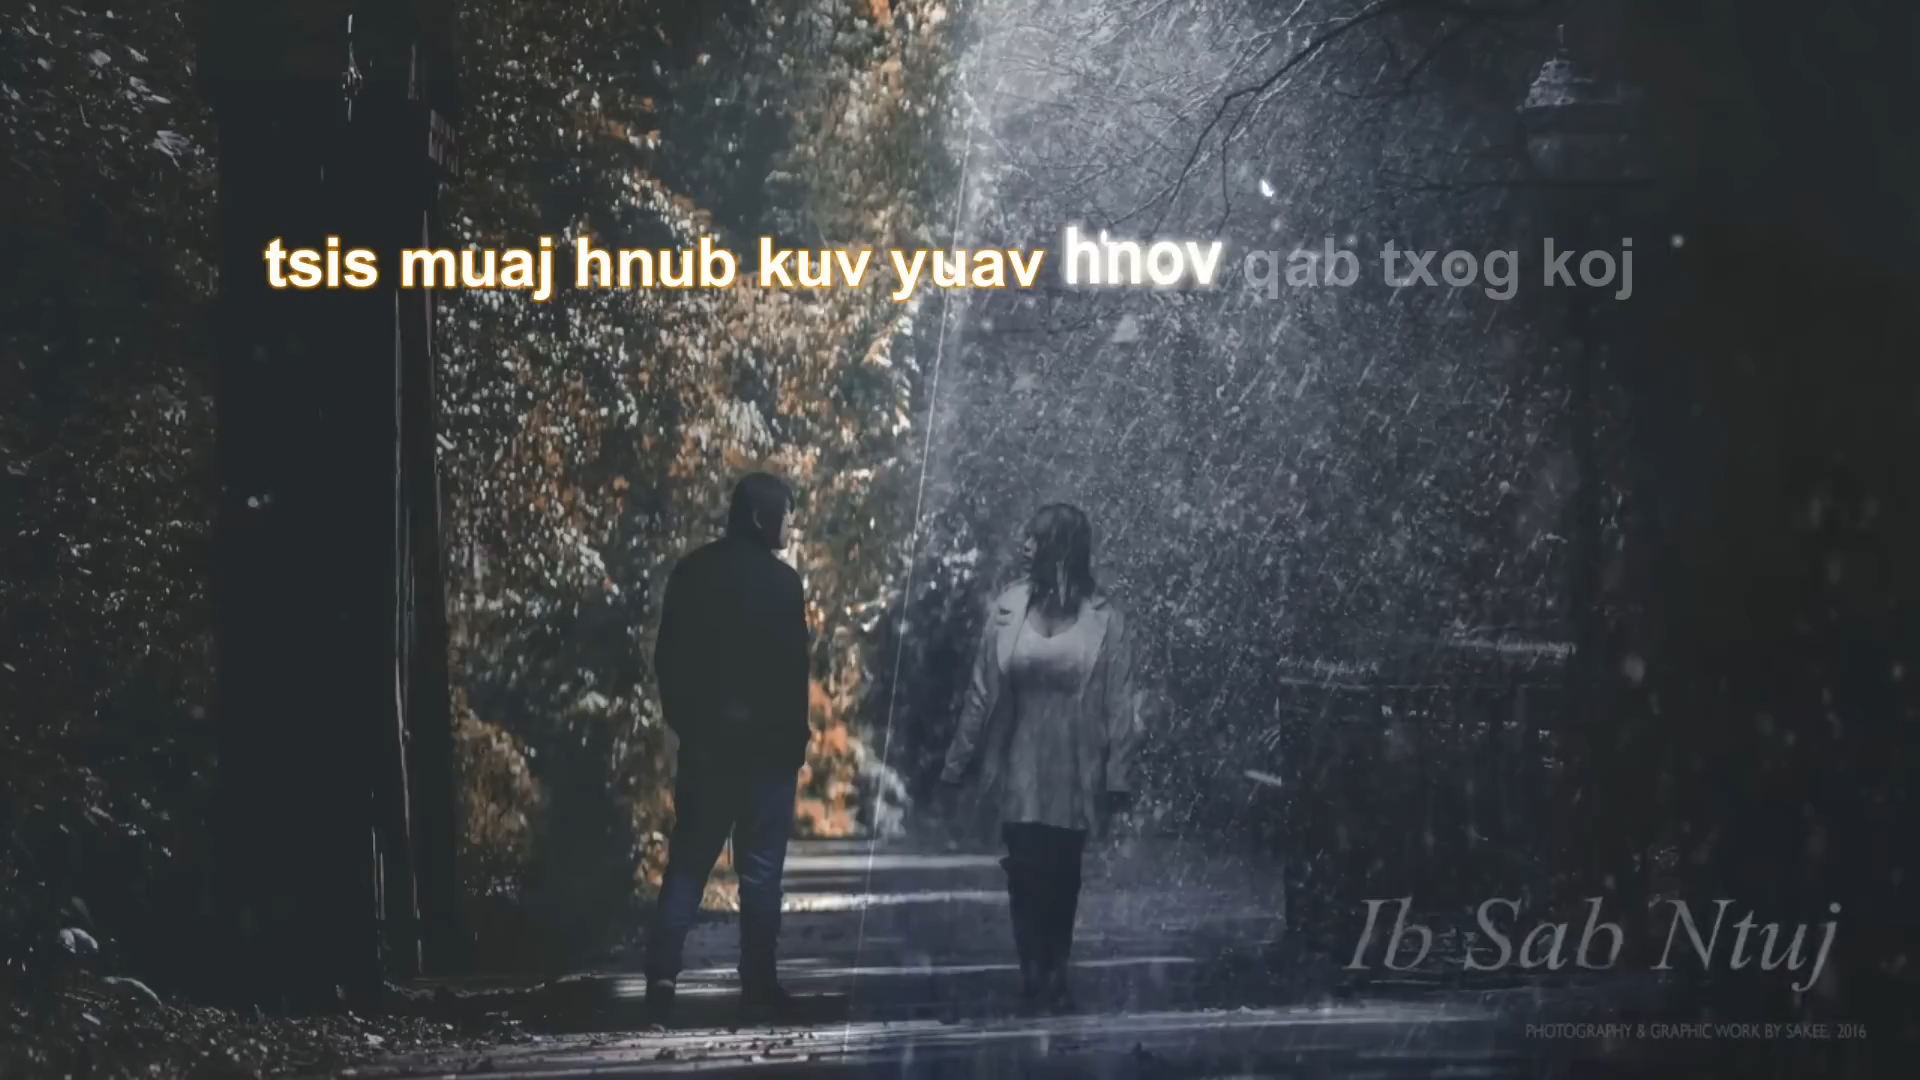 tsis muaj hnub kuv yuav hnov qab txog koj
Ib Sab Ntuj
PHOTOGRAPHY & GRAPHIC WORK BY SAKEE. 2016